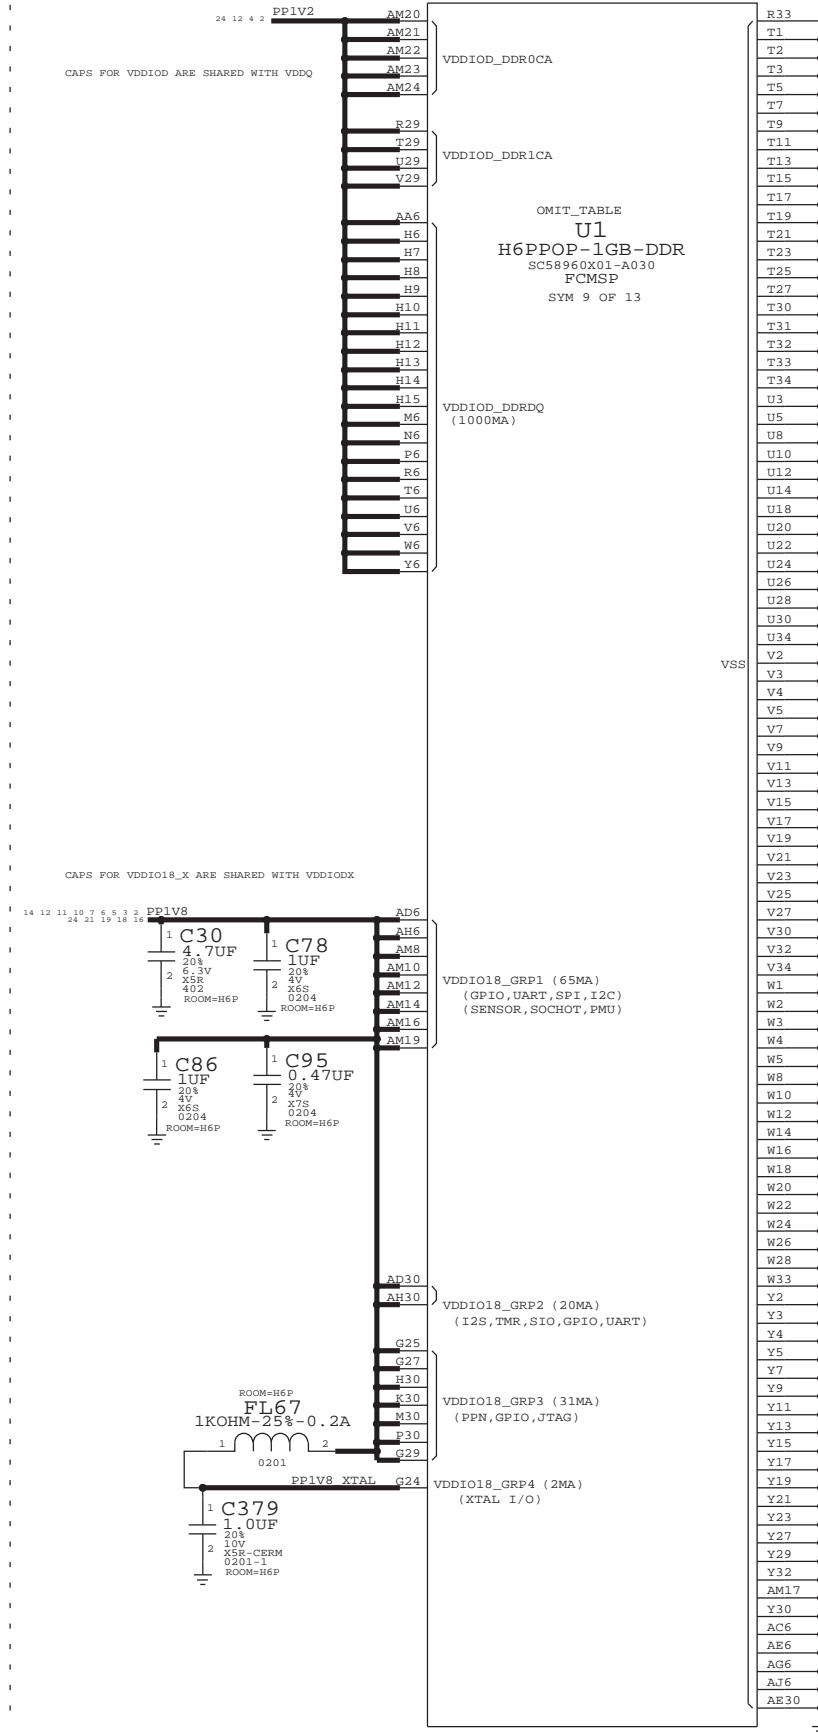 24 12 4 2 PP1V2
CAPS FOR VDDIOD ARE SHARED WITH VDDQ
AM20
AM21
AM22
AM23
AM24
VDDIOD_DDR0CA
R29
T29
U29
V29
VDDIOD_DDR1CA
AA6
H6
H7
H8
H9
H10
H11
H12
H13
H14
H15
M6
N6
P6
R6
T6
U6
V6
W6
Y6
VDDIOD_DDRDQ
(1000MA)
OMIT_TABLE
U1
H6PPOP-1GB-DDR
SC58960X01-A030
FCMSP
SYM 9 OF 13
CAPS FOR VDDIO18_X ARE SHARED WITH VDDIODX
14 12 11 10 7 6 5 3 2 PP1V8
24 21 19 18 16
1 C30
4.7UF
20%
6.3V
2 X5R
402
ROOM=H6P
1 C78
1UF
20%
4V
2 X6S
0204
ROOM=H6P
1 C86
1UF
20%
4V
2 X6S
0204
ROOM=H6P
1 C95
0.47UF
20%
4V
2 X7S
0204
ROOM=H6P
AD6
AH6
AM8
AM10
AM12
AM14
AM16
AM19
VDDIO18_GRP1 (65MA)
(GPIO,UART,SPI,I2C)
(SENSOR,SOCHOT,PMU)
AD30
AH30
VDDIO18_GRP2 (20MA)
(I2S,TMR,SIO,GPIO,UART)
G25
G27
H30
K30
M30
P30
G29
VDDIO18_GRP3 (31MA)
(PPN,GPIO,JTAG)
ROOM=H6P
FL67
1KOHM-25%-0.2A
1 2
0201
PP1V8_XTAL G24 VDDIO18_GRP4 (2MA)
(XTAL I/O)
1 C379
1.0UF
20%
10V
2 X5R-CERM
0201-1
ROOM=H6P
VSS
R33
T1
T2
T3
T5
T7
T9
T11
T13
T15
T17
T19
T21
T23
T25
T27
T30
T31
T32
T33
T34
U3
U5
U8
U10
U12
U14
U18
U20
U22
U24
U26
U28
U30
U34
V2
V3
V4
V5
V7
V9
V11
V13
V15
V17
V19
V21
V23
V25
V27
V30
V32
V34
W1
W2
W3
W4
W5
W8
W10
W12
W14
W16
W18
W20
W22
W24
W26
W28
W33
Y2
Y3
Y4
Y5
Y7
Y9
Y11
Y13
Y15
Y17
Y19
Y21
Y23
Y27
Y29
Y32
AM17
Y30
AC6
AE6
AG6
AJ6
AE30